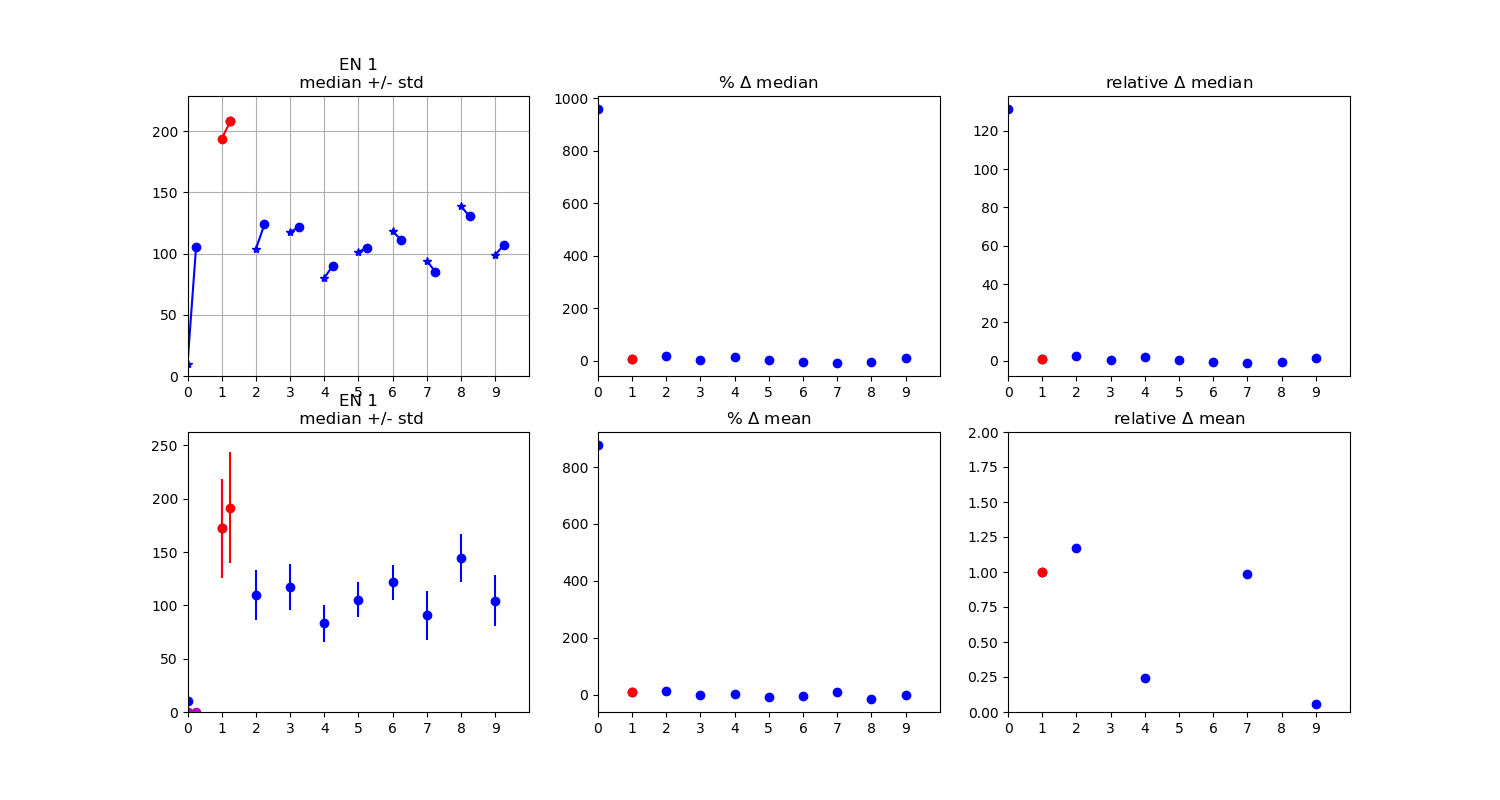 EN 1
median +/- std
% Δ median
relative Δ median
200
150
100
50
0
0 1 2 3 4 5 6 7 8 9
1000
800
600
400
200
0
0 1 2 3 4 5 6 7 8 9
120
100
80
60
40
20
0
0 1 2 3 4 5 6 7 8 9
EN 1
median +/- std
% Δ mean
relative Δ mean
250
200
150
100
50
0
0 1 2 3 4 5 6 7 8 9
800
600
400
200
0
0 1 2 3 4 5 6 7 8 9
2.00
1.75
1.50
1.25
1.00
0.75
0.50
0.25
0.00
0 1 2 3 4 5 6 7 8 9